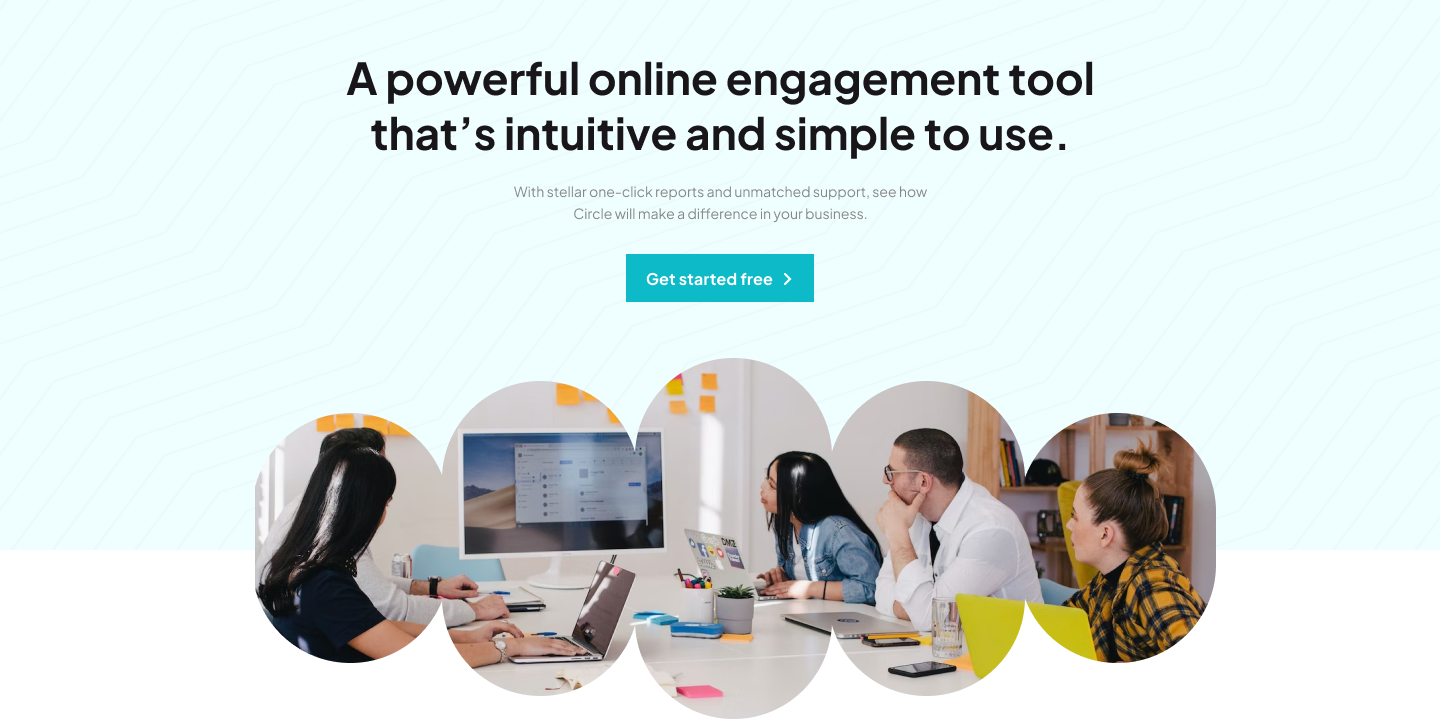 A powerful online engagement tool
that’s intuitive and simple to use.
With stellar one-click reports and unmatched support, see how
Circle will make a difference in your business.
Get started free
DMZ